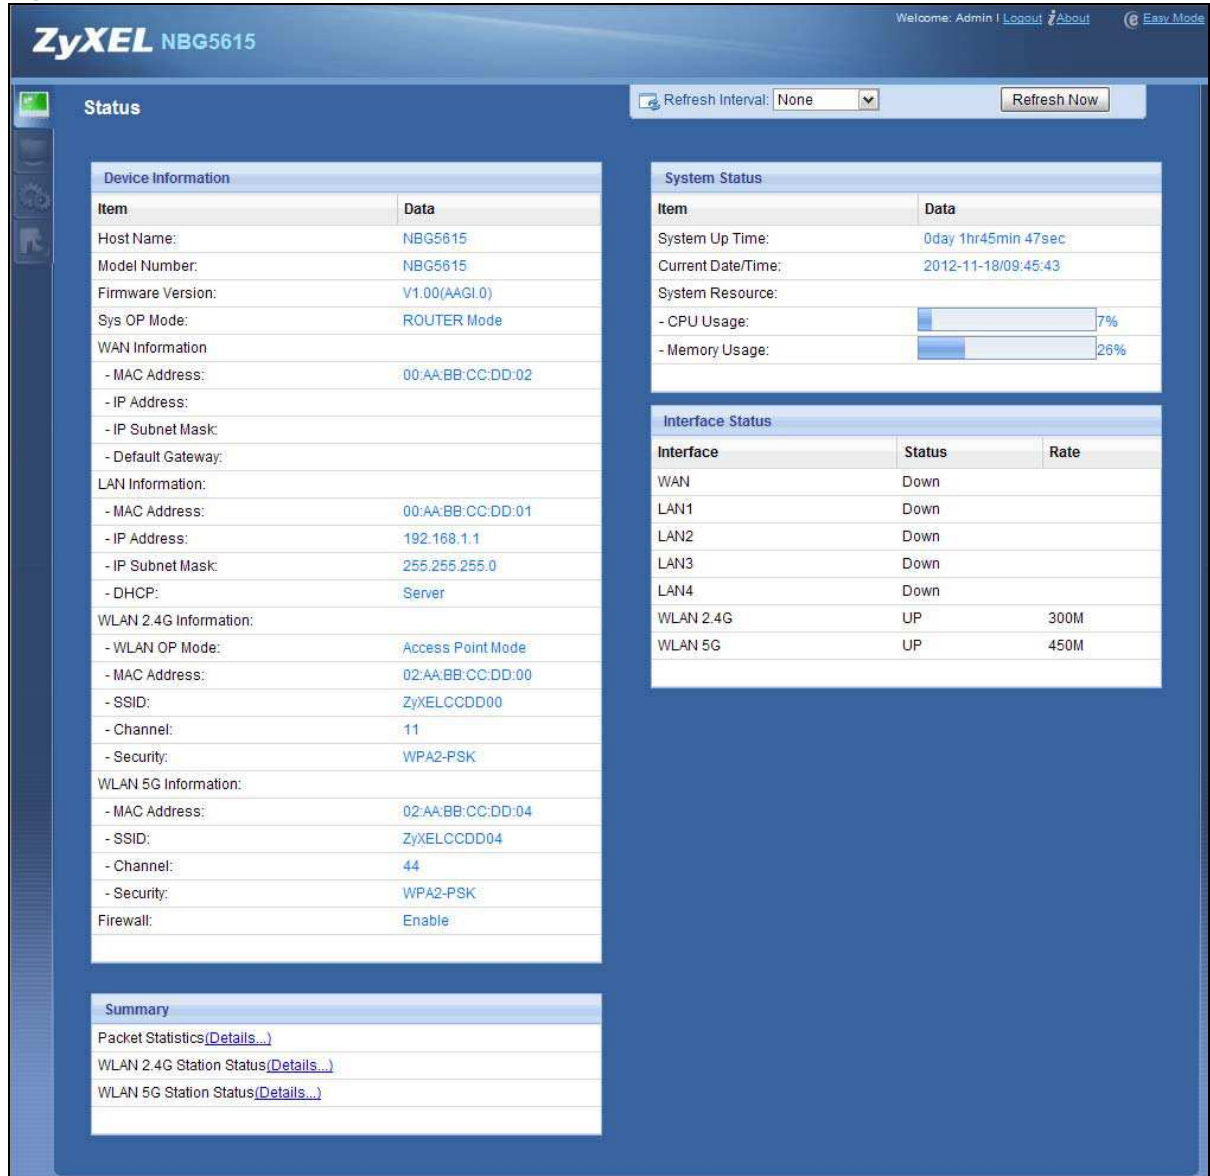 Welcome: Admin | Logout About Easy Mode
ZyXEL NBG5615
Status
Refresh Interval: None Refresh Now
Device Information
Item Data
Host Name: NBG5615
Model Number: NBG5615
Firmware Version: V1.00(AAGI.0)
Sys OP Mode: ROUTER Mode
WAN Information
- MAC Address: 00:AA:BB:CC:DD:02
- IP Address:
- IP Subnet Mask:
- Default Gateway:
LAN Information:
- MAC Address: 00:AA:BB:CC:DD:01
- IP Address: 192.168.1.1
- IP Subnet Mask: 255.255.255.0
- DHCP: Server
WLAN 2.4G Information:
- WLAN OP Mode: Access Point Mode
- MAC Address: 02:AA:BB:CC:DD:00
- SSID: ZyXELCCDD00
- Channel: 11
- Security: WPA2-PSK
WLAN 5G Information:
- MAC Address: 02:AA:BB:CC:DD:04
- SSID: ZyXELCCDD04
- Channel: 44
- Security: WPA2-PSK
Firewall: Enable
Summary
Packet Statistics(Details...)
WLAN 2.4G Station Status(Details...)
WLAN 5G Station Status(Details...)
System Status
Item Data
System Up Time: 0day 1hr45min 47sec
Current Date/Time: 2012-11-18/09:45:43
System Resource:
- CPU Usage: 7%
- Memory Usage: 26%
Interface Status
Interface Status Rate
WAN Down
LAN1 Down
LAN2 Down
LAN3 Down
LAN4 Down
WLAN 2.4G UP 300M
WLAN 5G UP 450M